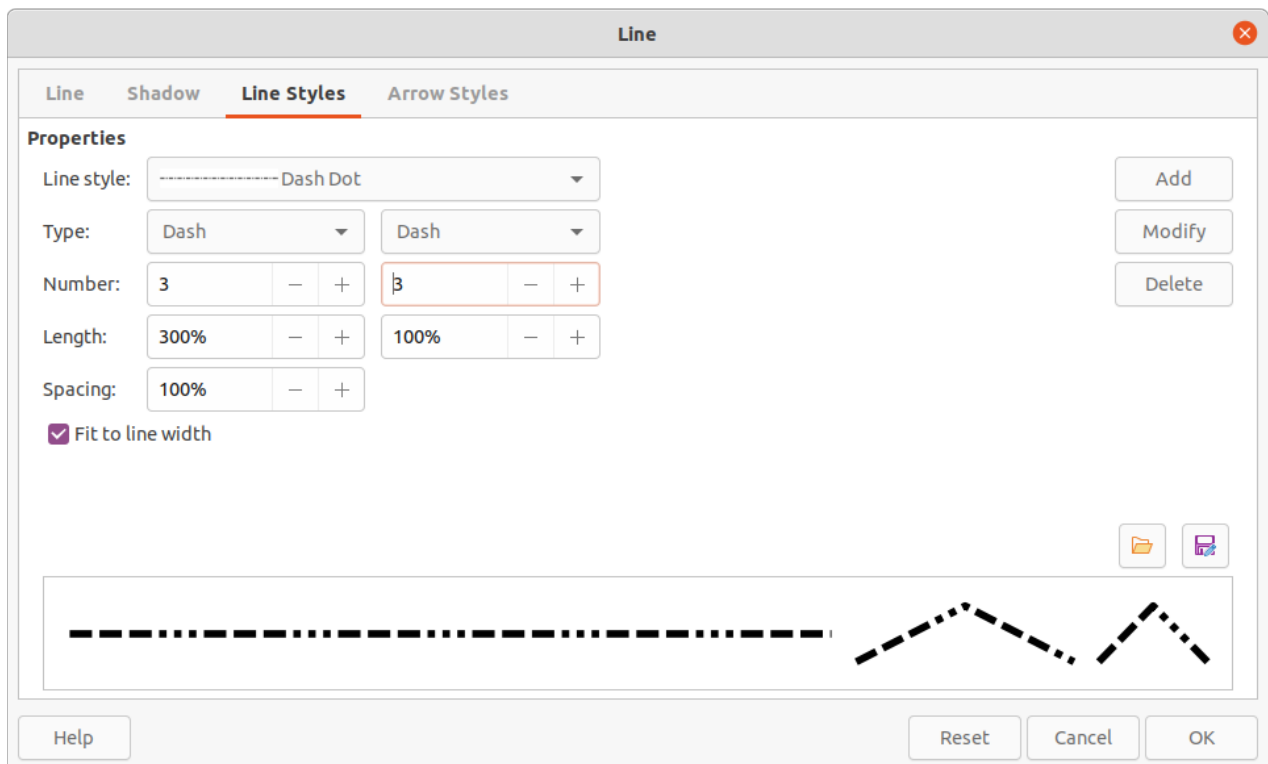 Line
Line Shadow Line Styles Arrow Styles
Properties
Line style: Dash Dot Add
Type: Dash Dash Modify
Number: 3 3 Delete
Length: 300% 100%
Spacing: 100%
Fit to line width
Help Reset Cancel OK